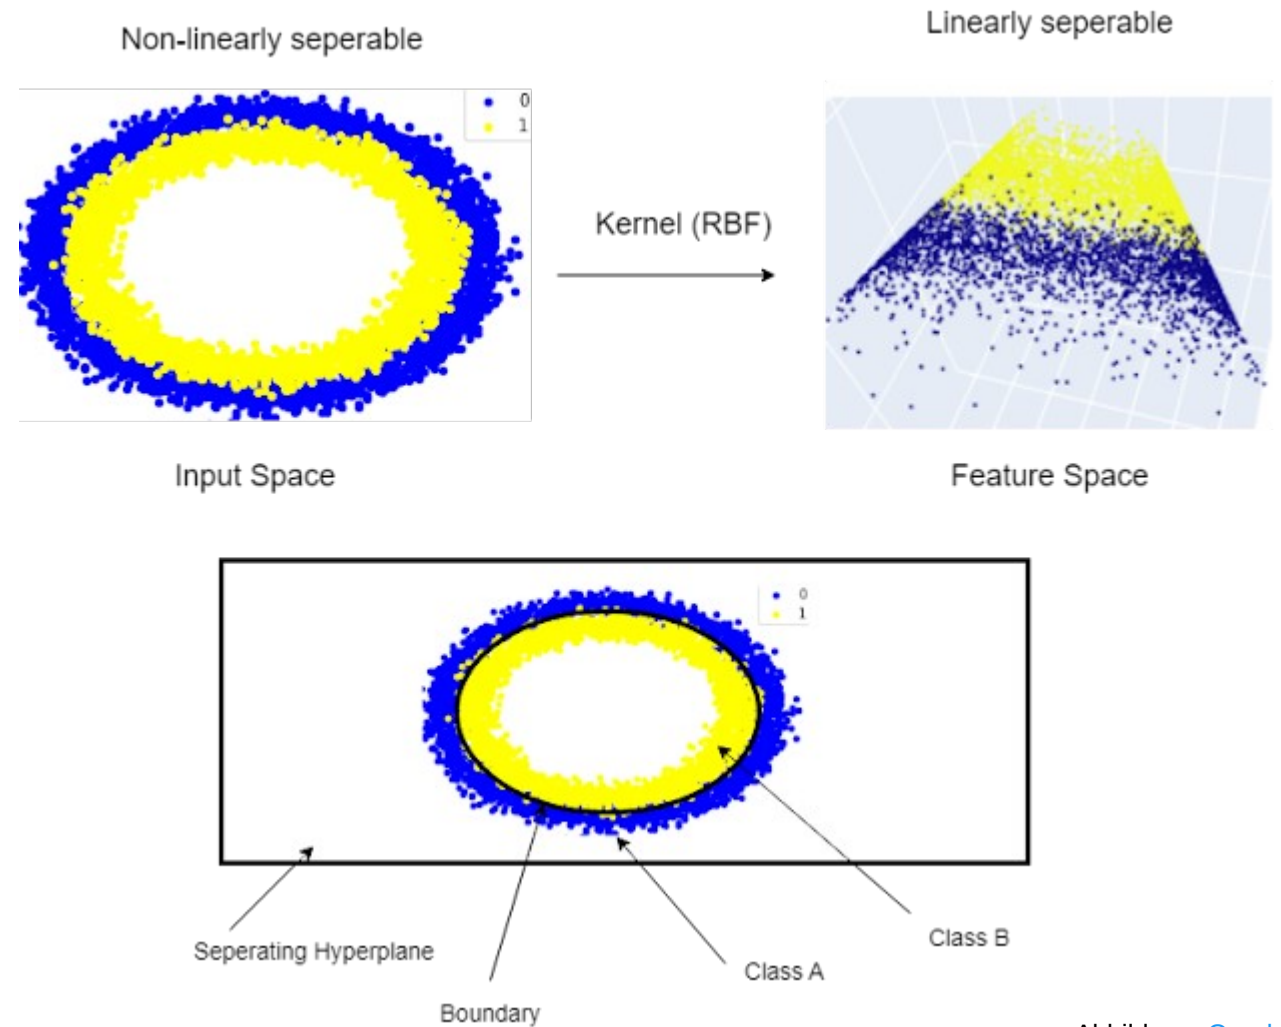 Non-linearly seperable
Linearly seperable
0
1
Kernel (RBF)
Input Space
Feature Space
0
1
Seperating Hyperplane
Boundary
Class A
Class B